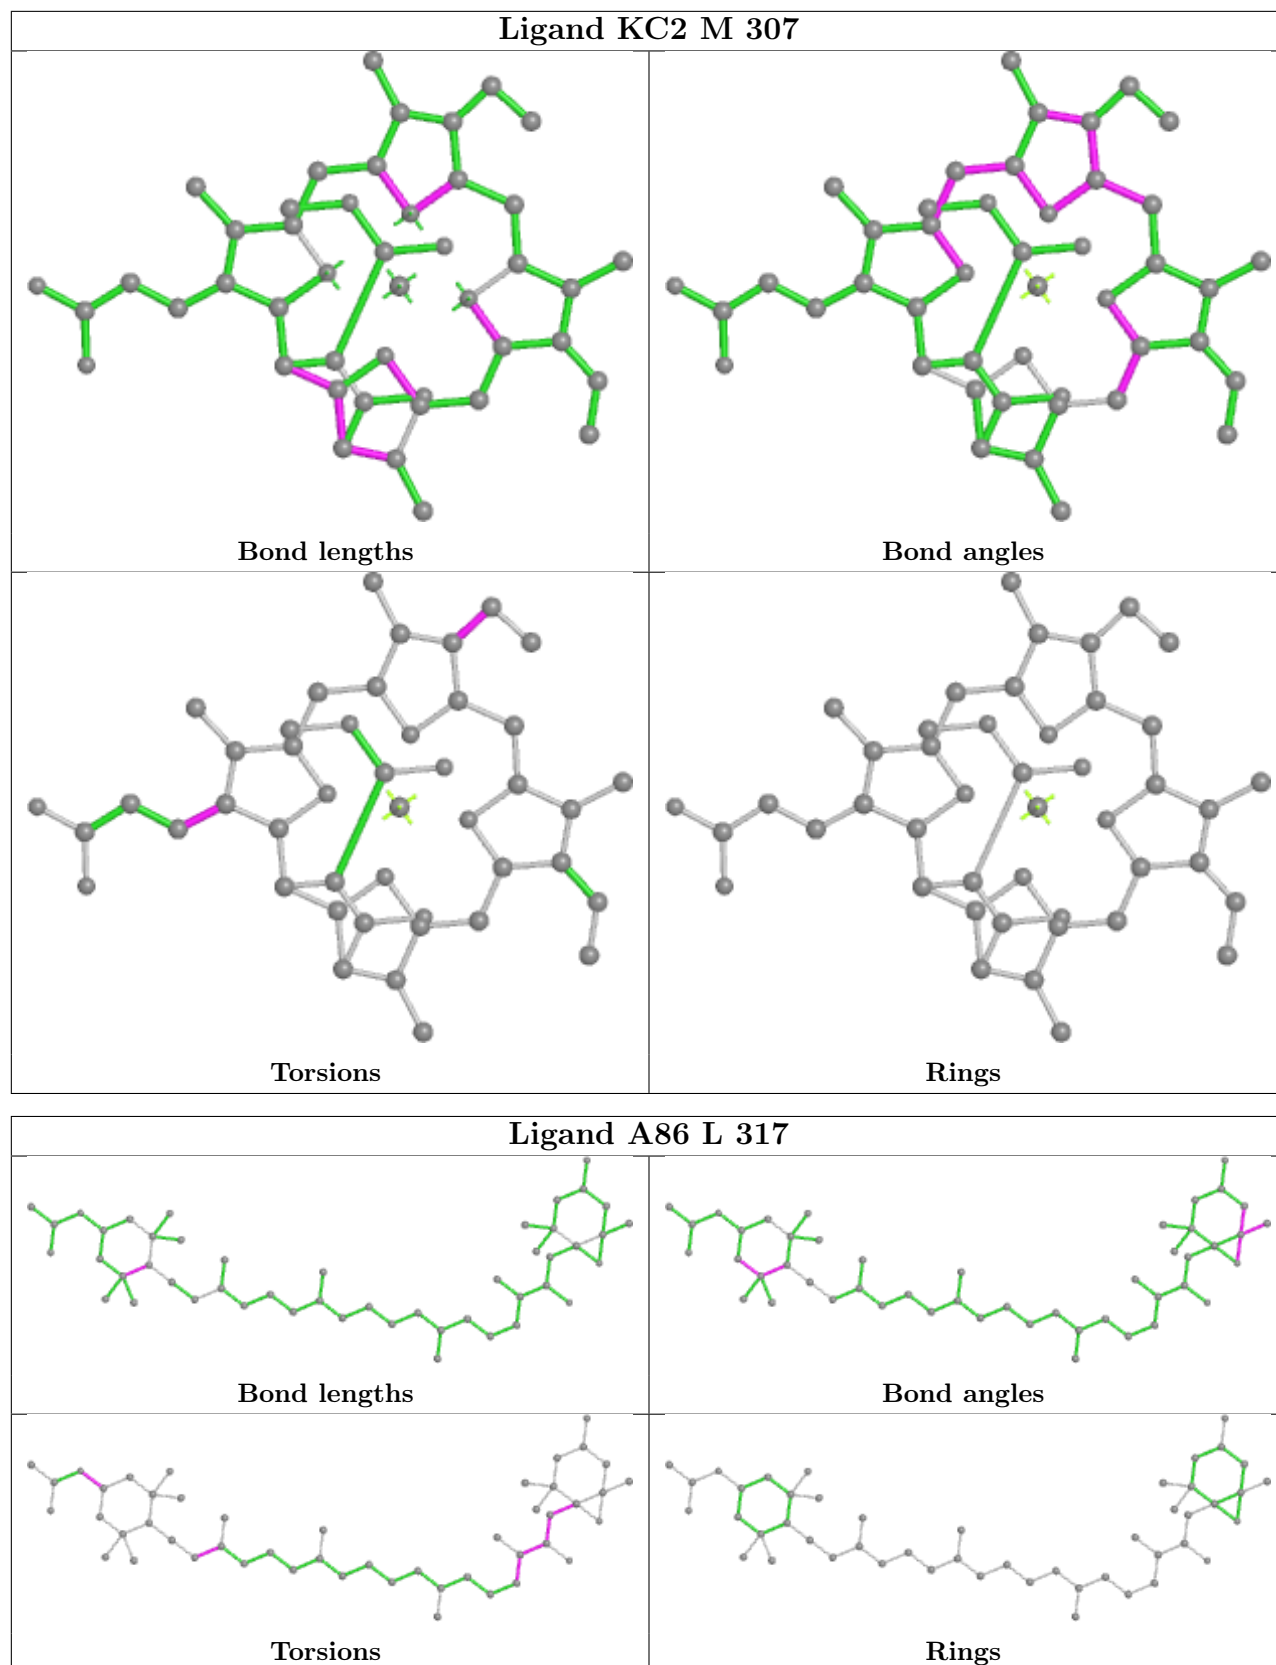 Ligand KC2 M 307
Bond lengths
Bond angles
Torsions
Rings
Ligand A86 L 317
Bond lengths
Bond angles
Torsions
Rings